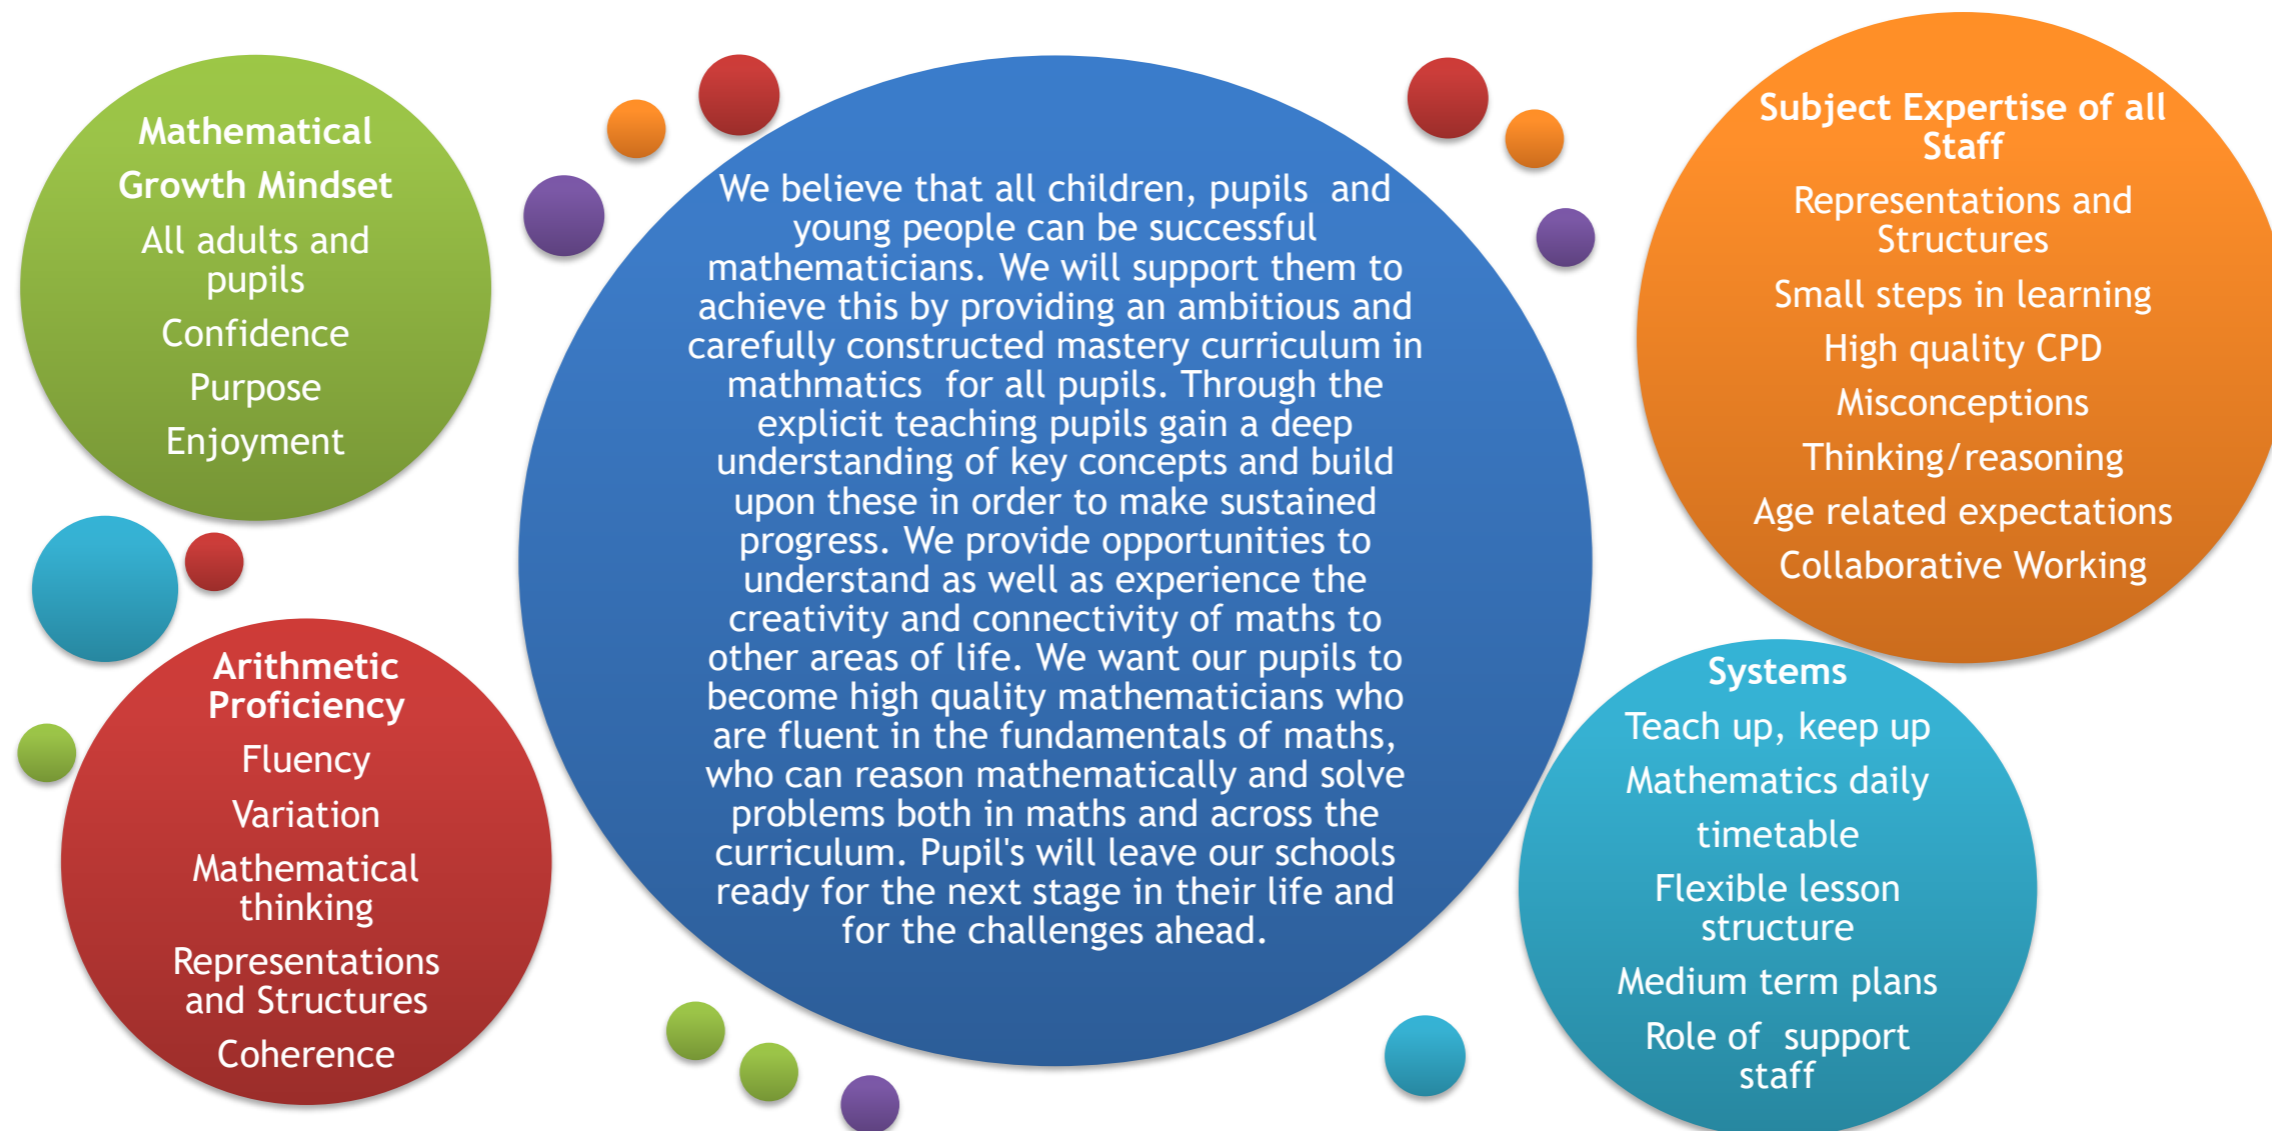 Mathematical
Growth Mindset
All adults and
pupils
Confidence
Purpose
Enjoyment
Arithmetic
Proficiency
Fluency
Variation
Mathematical
thinking
Representations
and Structures
Coherence
We believe that all children, pupils and
young people can be successful
mathematicians. We will support them to
achieve this by providing an ambitious and
carefully constructed mastery curriculum in
mathmatics for all pupils. Through the
explicit teaching pupils gain a deep
understanding of key concepts and build
upon these in order to make sustained
progress. We provide opportunities to
understand as well as experience the
creativity and connectivity of maths to
other areas of life. We want our pupils to
become high quality mathematicians who
are fluent in the fundamentals of maths,
who can reason mathematically and solve
problems both in maths and across the
curriculum. Pupil's will leave our schools
ready for the next stage in their life and
for the challenges ahead.
Subject Expertise of all
Staff
Representations and
Structures
Small steps in learning
High quality CPD
Misconceptions
Thinking/reasoning
Age related expectations
Collaborative Working
Systems
Teach up, keep up
Mathematics daily
timetable
Flexible lesson
structure
Medium term plans
Role of support
staff